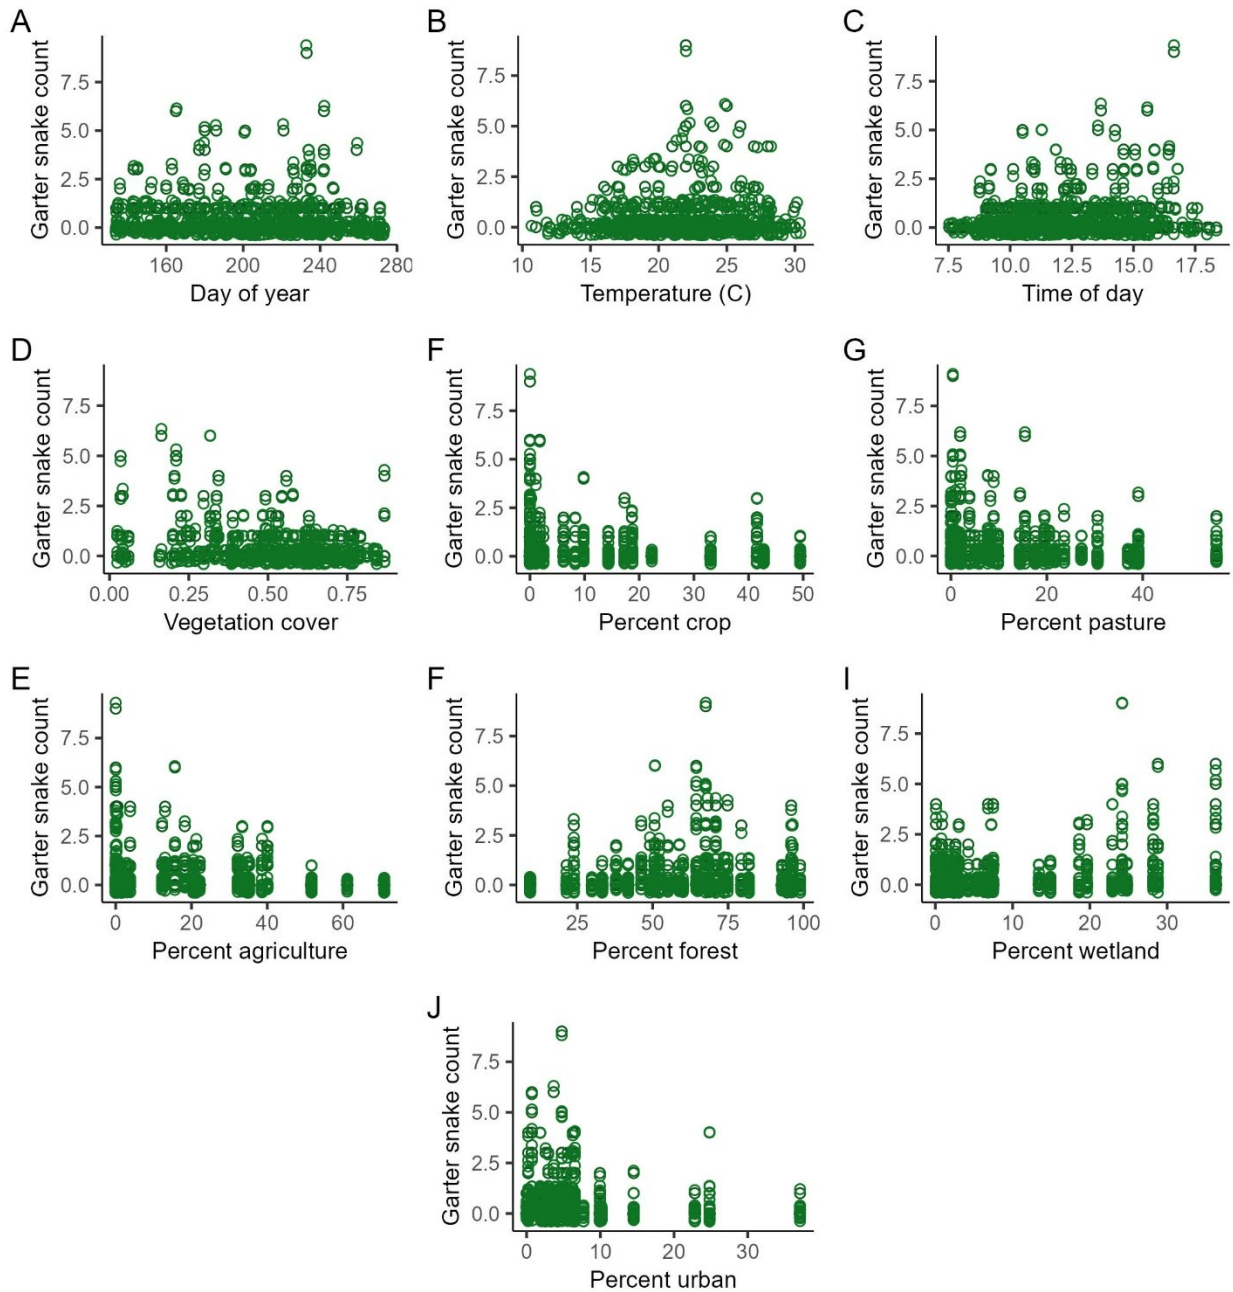 A
Garter snake count
7.5
5.0
2.5
0.0
160
200
240
280
Day of year
B
Garter snake count
7.5
5.0
2.5
0.0
10
15
20
25
30
Temperature (C)
C
Garter snake count
7.5
5.0
2.5
0.0
7.5
10.0
12.5
15.0
17.5
Time of day
D
Garter snake count
7.5
5.0
2.5
0.0
0.00
0.25
0.50
0.75
Vegetation cover
F
Garter snake count
7.5
5.0
2.5
0.0
0
10
20
30
40
50
Percent crop
G
Garter snake count
7.5
5.0
2.5
0.0
0
20
40
Percent pasture
E
Garter snake count
7.5
5.0
2.5
0.0
0
20
40
60
Percent agriculture
F
Garter snake count
7.5
5.0
2.5
0.0
25
50
75
100
Percent forest
I
Garter snake count
7.5
5.0
2.5
0.0
0
10
20
30
Percent wetland
J
Garter snake count
7.5
5.0
2.5
0.0
0
10
20
30
Percent urban